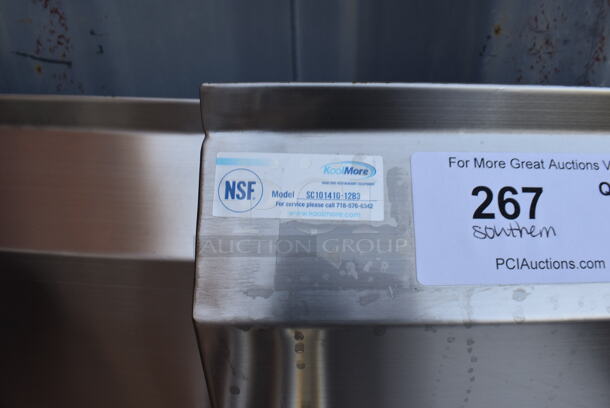 KoolMore
NSF.
Model SC101410-12B3
For service please call 718-576-6342
www.koolmore.com
AUCTION GROUP
For More Great Auctions V
267
Q
southern
PCIAuctions.com